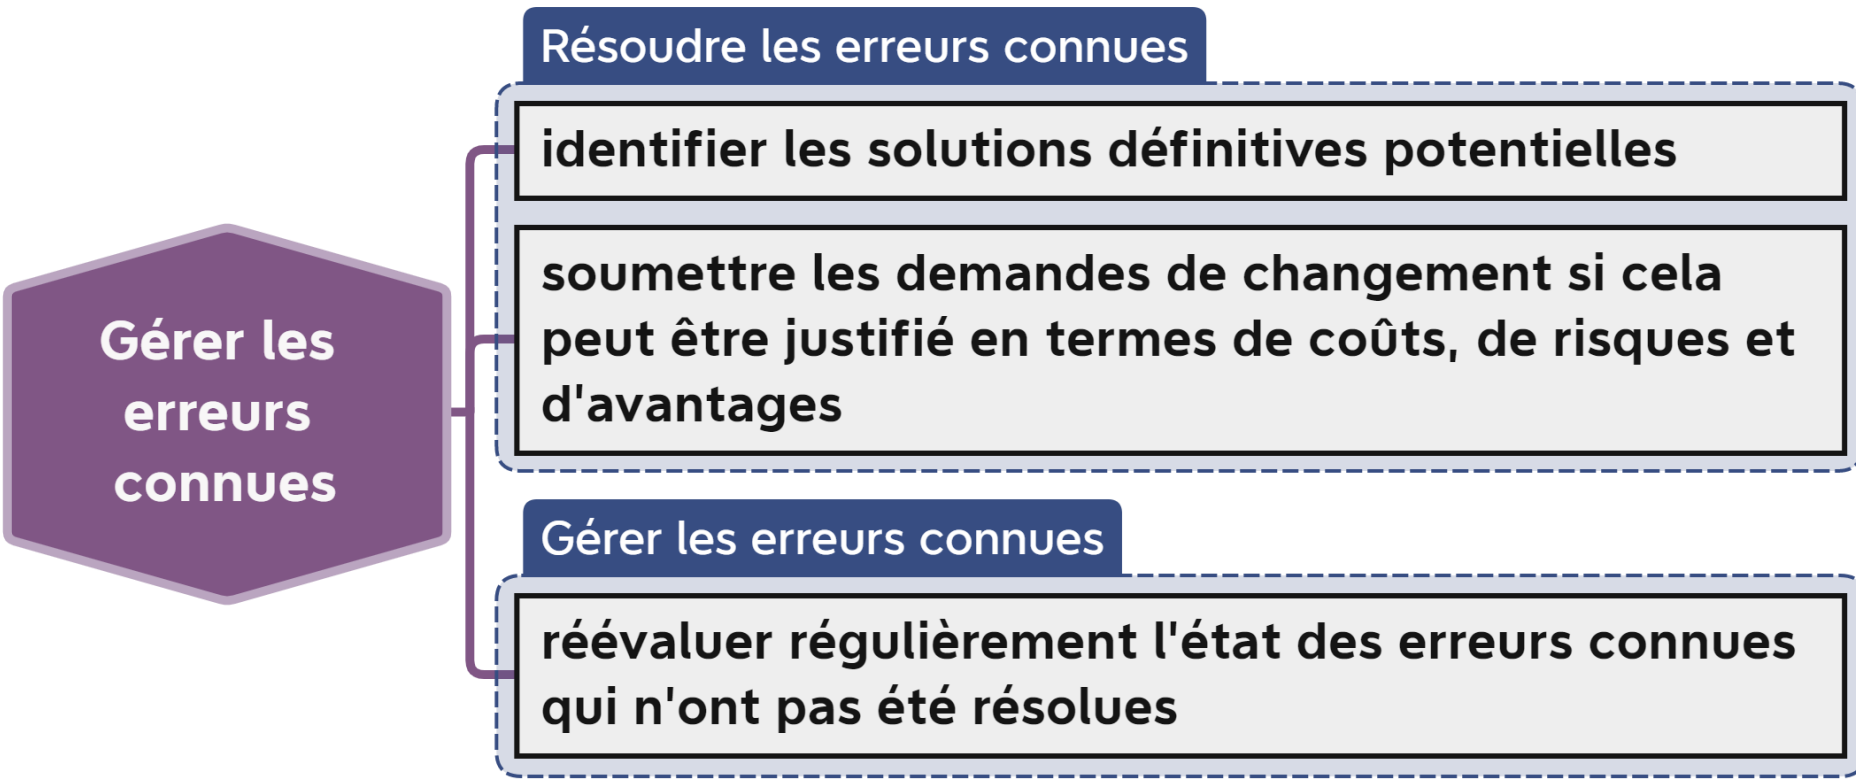 Résoudre les erreurs connues
identifier les solutions définitives potentielles
soumettre les demandes de changement si cela
peut être justifié en termes de coûts, de risques et
d'avantages
Gérer les
erreurs
connues
Gérer les erreurs connues
réévaluer régulièrement l'état des erreurs connues
qui n'ont pas été résolues